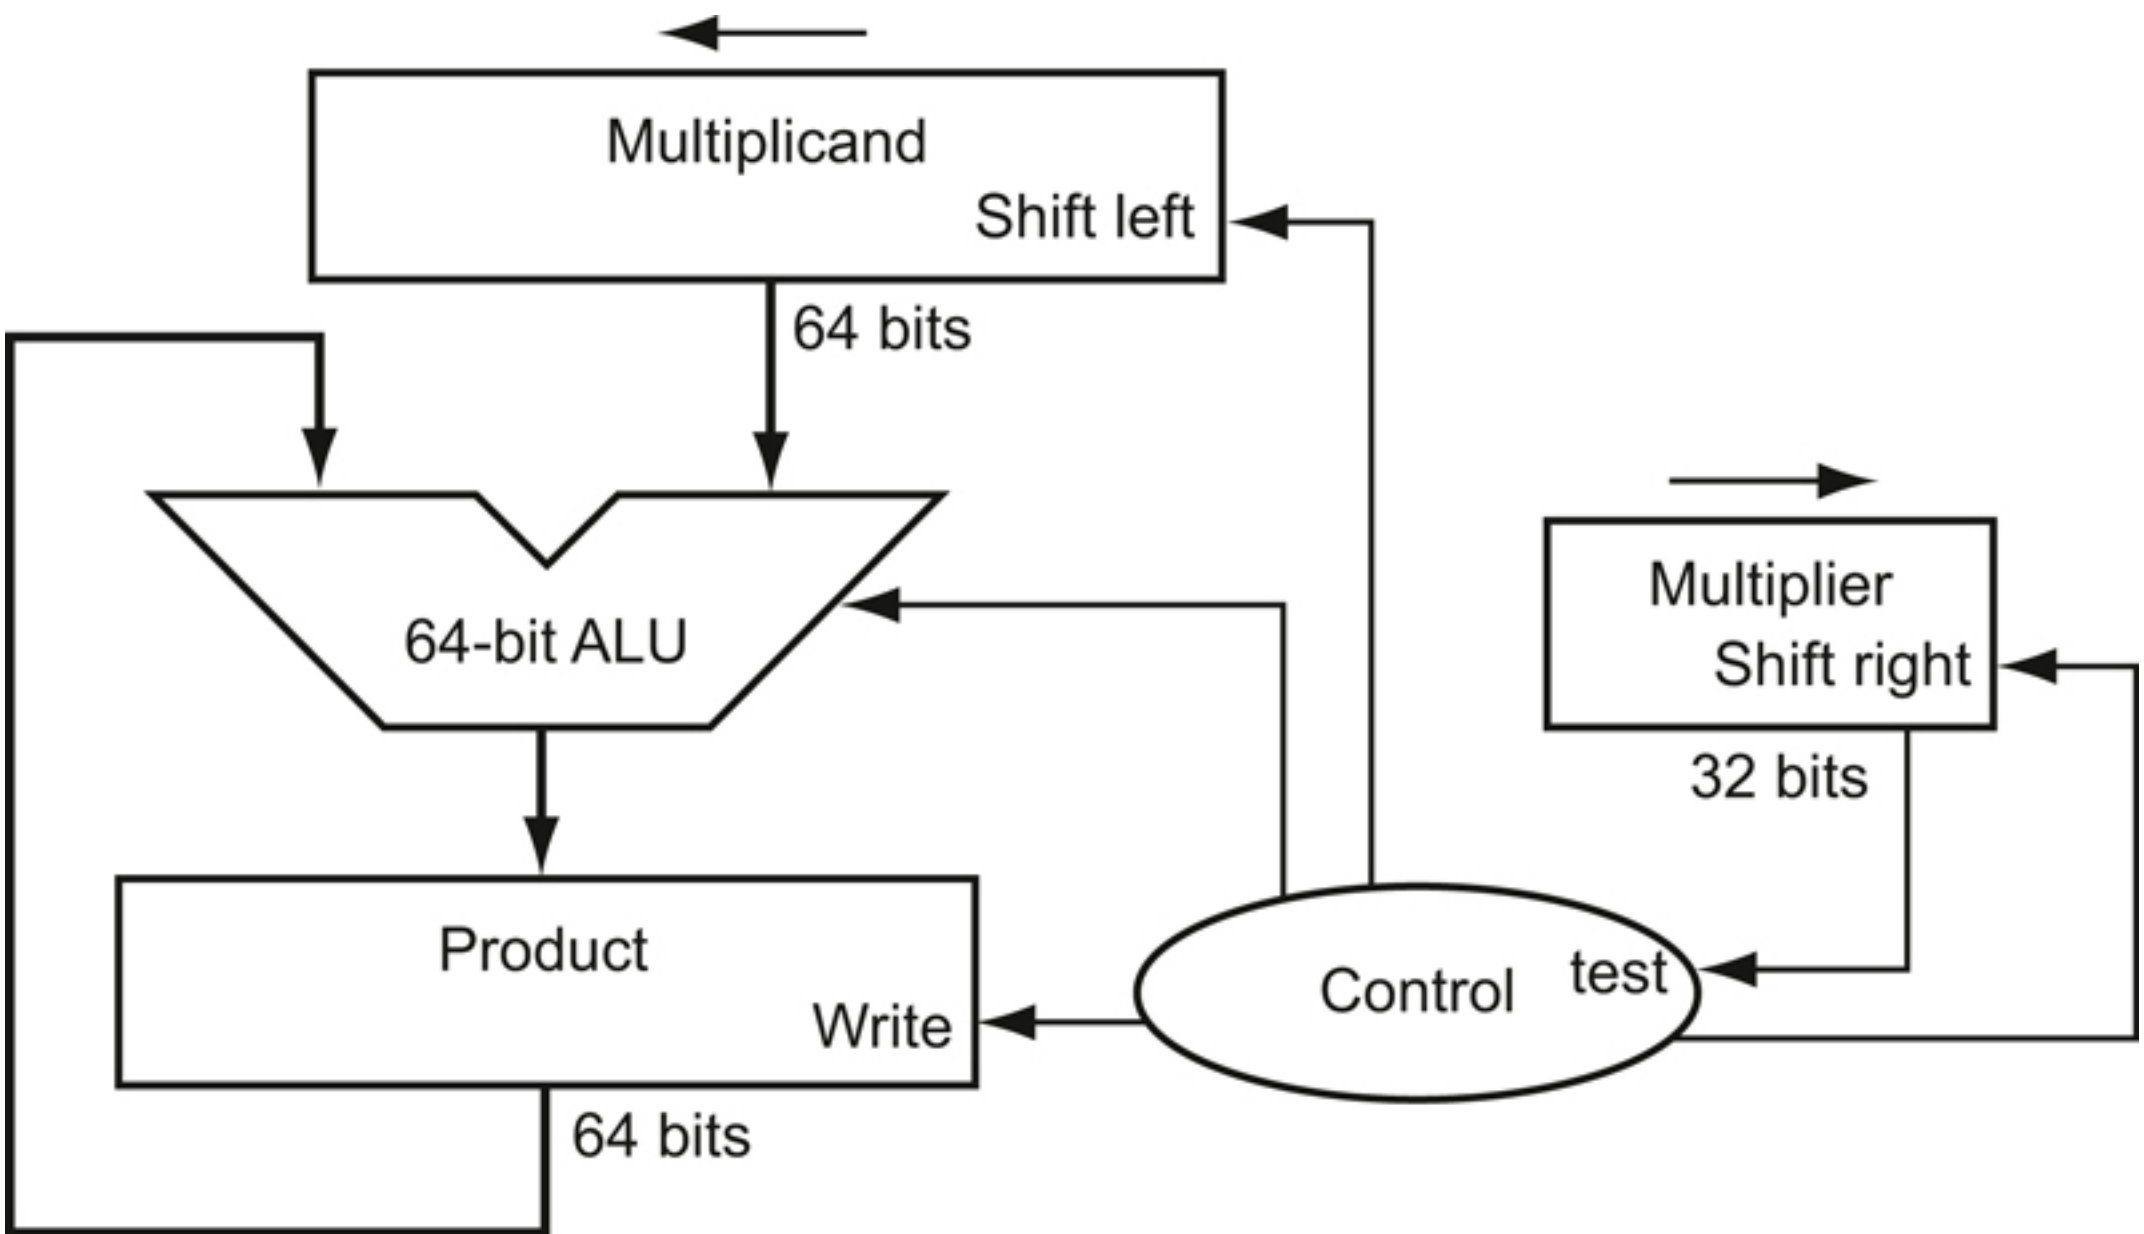 Multiplicand
Shift left
64 bits
64-bit ALU
Multiplier
Shift right
32 bits
Product
Write
Control
test
64 bits